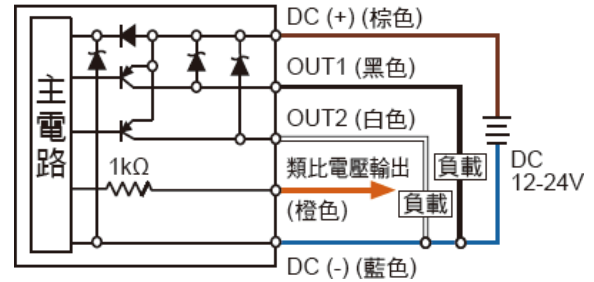 DC (+) (棕色)
OUT1 (黑色)
OUT2 (白色)
主電路
1kΩ
類比電壓輸出
(橙色)
負載
負載
DC
12-24V
DC (-) (藍色)